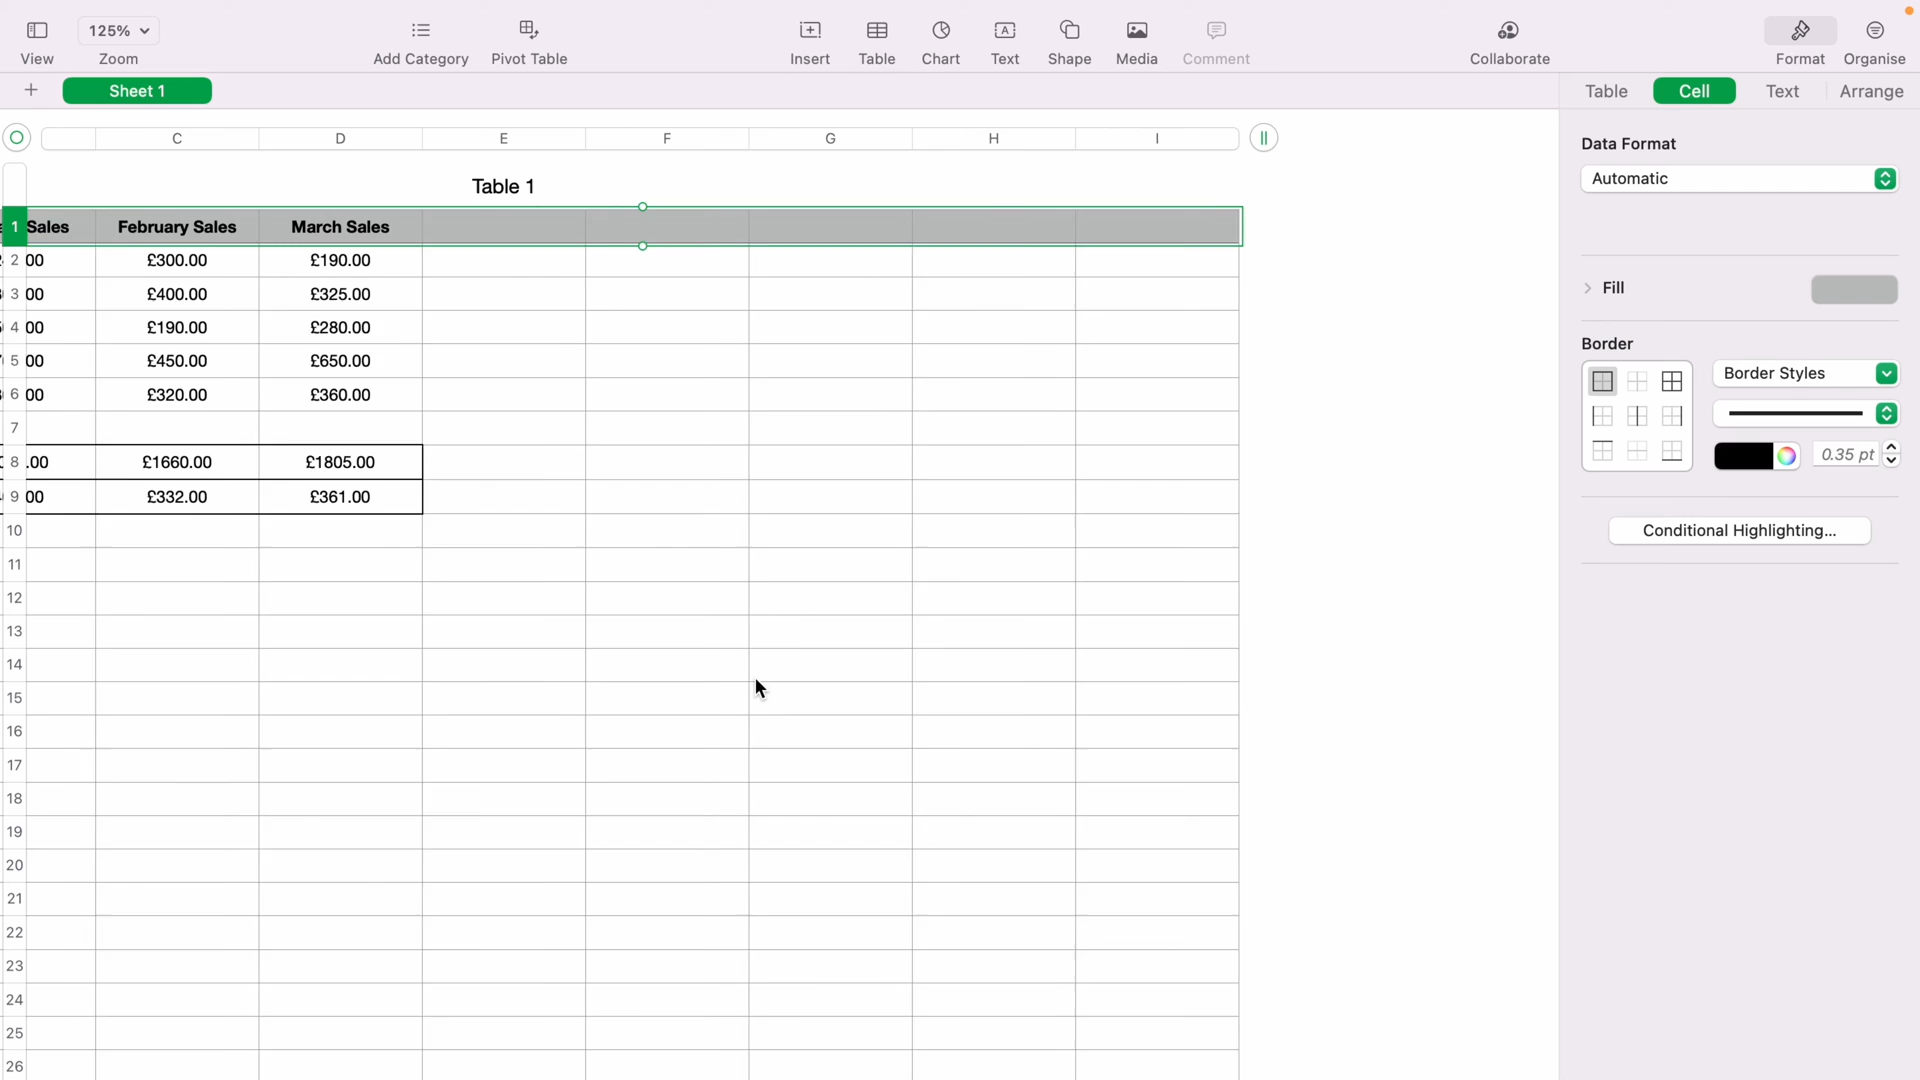 125%
View Zoom Add Category Pivot Table Insert Table Chart Text Shape Media Comment Collaborate Format Organise
Sheet 1
Table Cell Text Arrange
C D E F G H I
Table 1
1 Sales February Sales March Sales
2 00 £300.00 £190.00
3 00 £400.00 £325.00
4 00 £190.00 £280.00
5 00 £450.00 £650.00
6 00 £320.00 £360.00
7
8 .00 £1660.00 £1805.00
9 00 £332.00 £361.00
10
11
12
13
14
15
16
17
18
19
20
21
22
23
24
25
26
Data Format
Automatic
Fill
Border
Border Styles
0.35 pt
Conditional Highlighting...